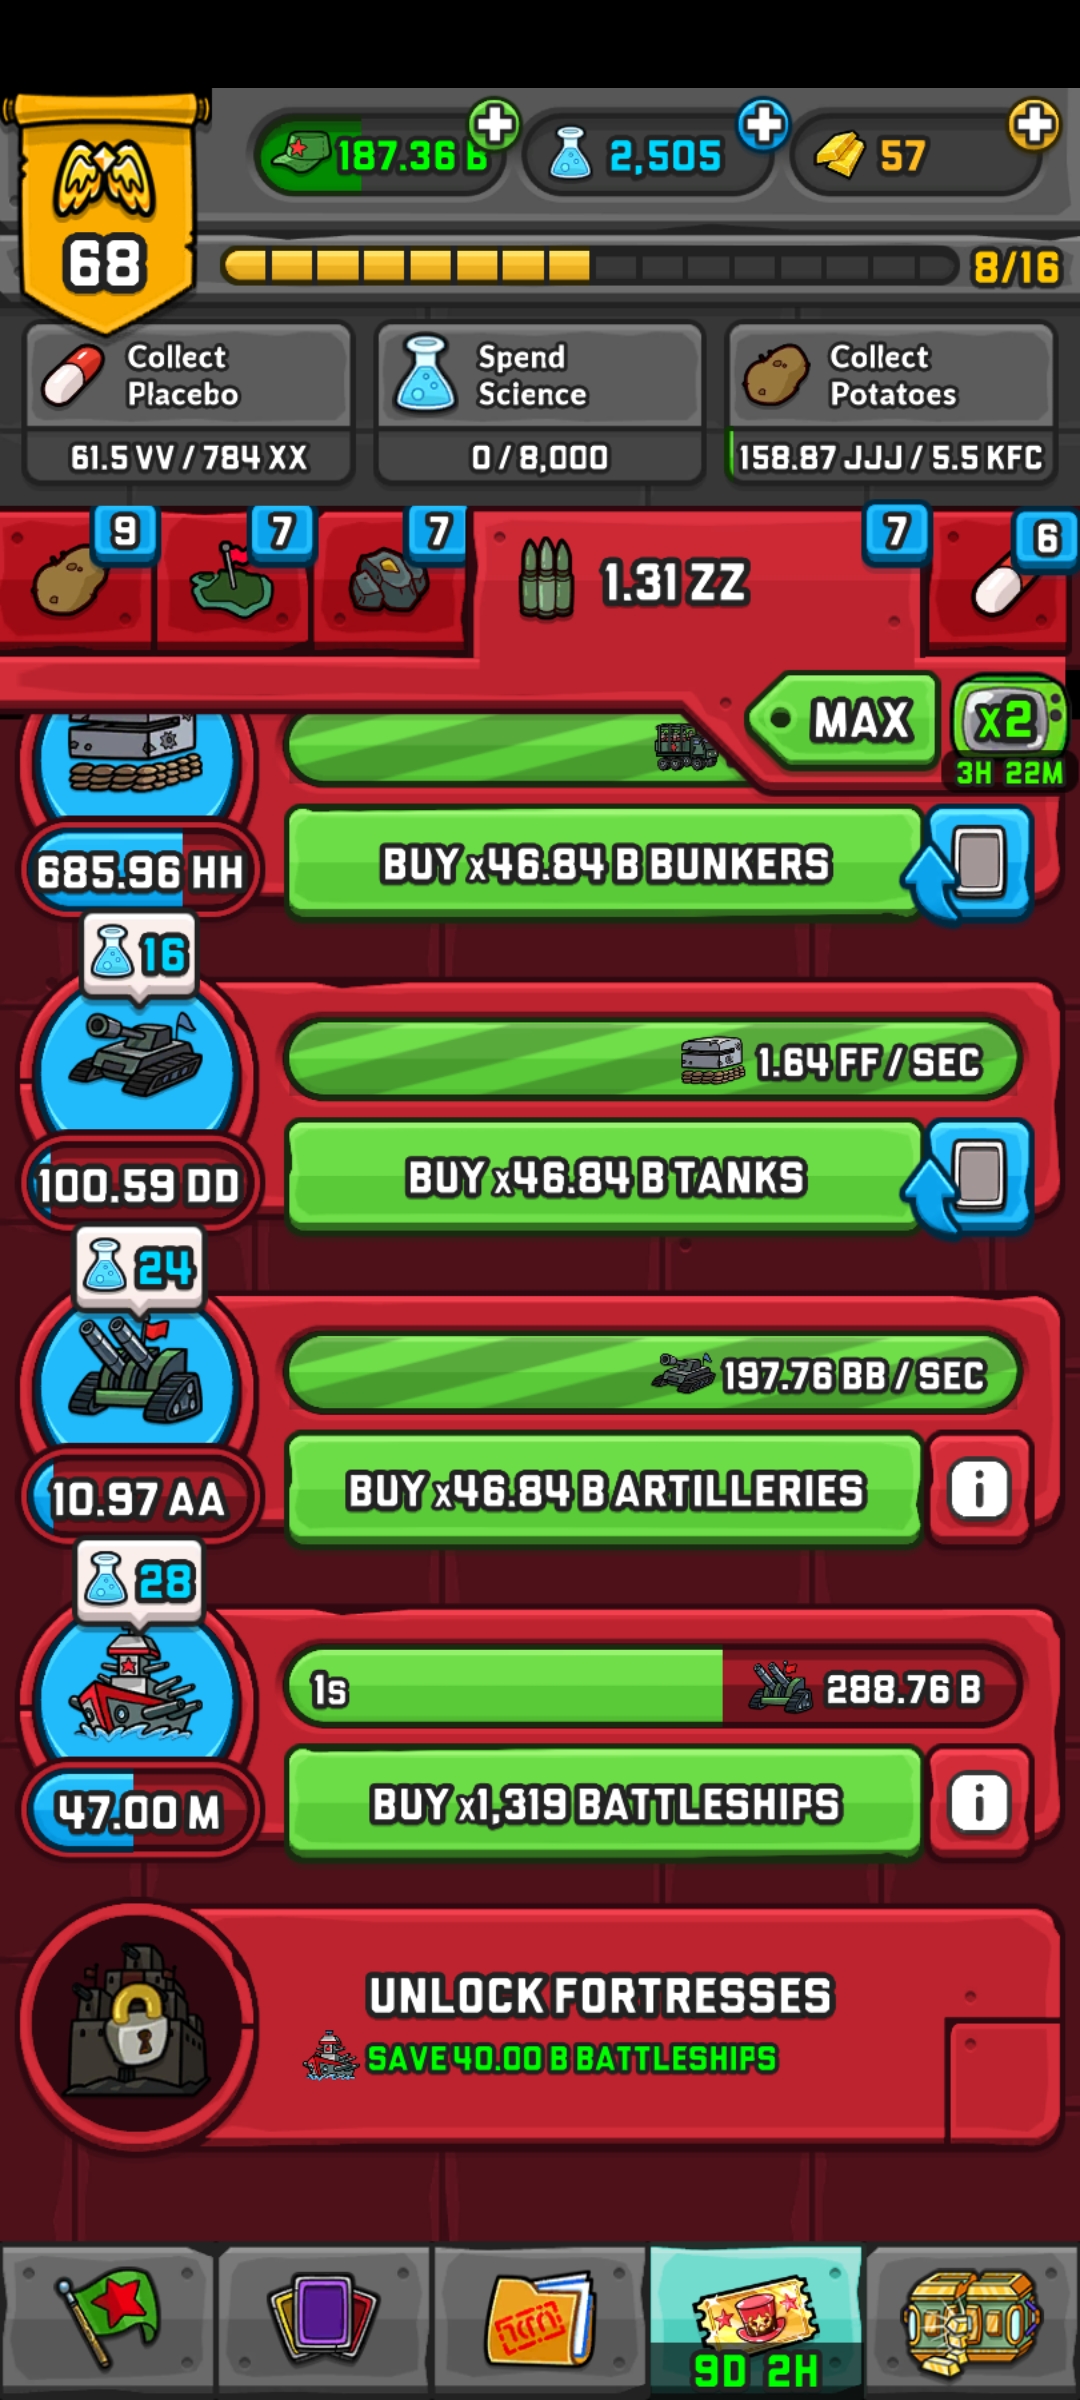 187.36 B
2,505
57
68
8/16
Collect
Placebo
61.5 VV / 784 XX
Spend
Science
0 / 8,000
Collect
Potatoes
158.87 JJJ / 5.5 KFC
9
7
7
1.31 ZZ
7
6
MAX
x2
3H 22M
685.96 HH
BUY x46.84 B BUNKERS
16
1.64 FF / SEC
100.59 DD
BUY x46.84 B TANKS
24
197.76 BB / SEC
10.97 AA
BUY x46.84 B ARTILLERIES
i
28
1s
288.76 B
47.00 M
BUY x1,319 BATTLESHIPS
i
UNLOCK FORTRESSES
SAVE 40.00 B BATTLESHIPS
9D 2H